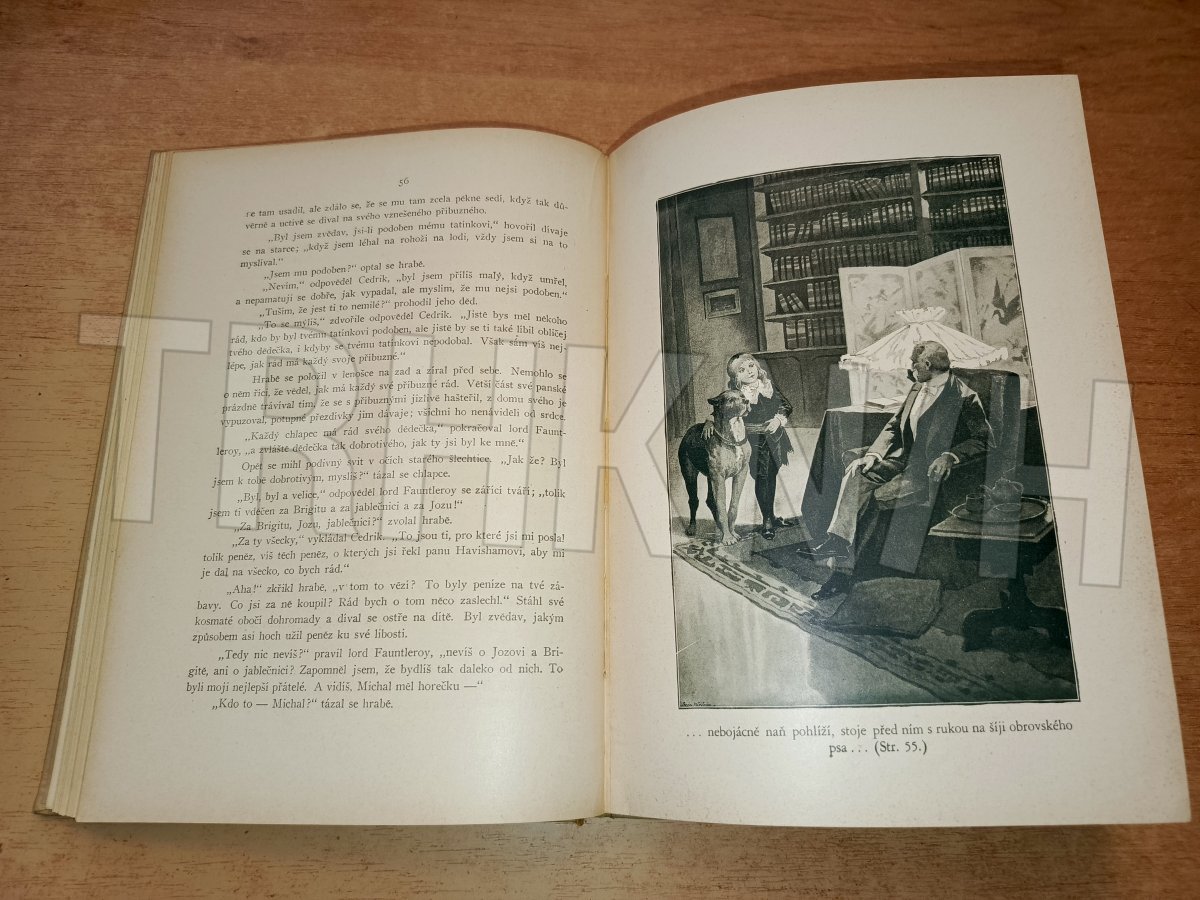 56
se tam usadil, ale zdálo se, že se mu tam zcela pěkně sedí, když tak dů-
věrně a uctivě se díval na svého vznešeného příbuzného.
„Byl jsem zvědav, jsi-li podoben mému tatínkovi,“ hovořil dívaje
se na starce; „když jsem léhal na rohoži na lodi, vždy jsem si na to
myslíval.“
„Jsem mu podoben?“ optal se hrabě.
„Nevím,“ odpověděl Cedrik, „byl jsem příliš malý, když umřel,
a nepamatuji se dobře, jak vypadal, ale myslím, že mu nejsi podoben.“
„Tuším, že jest ti to nemilé?“ prohodil jeho děd.
„To se mýlíš,“ zdvořile odpověděl Cedrik. „Jistě bys měl někoho
rád, kdo by byl tvému tatínkovi podoben, ale jistě by se ti také líbil obličej
tvého dědečka, i kdyby se tvému tatínkovi nepodobal. Však sám víš nej-
lépe, jak rád má každý svoje příbuzné.“
Hrabě se položil v lenošce na zad a zíral před sebe. Nemohlo se
o něm říci, že věděl, jak má každý své příbuzné rád. Větší část své panské
prázdně trávíval tím, že se s příbuznými jizlivě hašteřil, z domu svého je
vypuzoval, potupné přezdívky jim dávaje; všichni ho nenáviděli od srdce.
„Každý chlapec má rád svého dědečka,“ pokračoval lord Faunt-
leroy, „a zvláště dědečka tak dobrotivého, jak ty jsi byl ke mně.“
Opět se mihl podivný svit v očích starého šlechtice. „Jak že? Byl
jsem k tobě dobrotivým, myslíš?“ tázal se chlapce.
„Byl, byl a velice,“ odpověděl lord Fauntleroy se zářící tváří; „tolik
jsem ti vděčen za Brigitu a za jablečnici a za Jozu!“
„Za Brigitu, Jozu, jablečnici?“ zvolal hrabě.
„Za ty všecky,“ vykládal Cedrik. „To jsou ti, pro které jsi mi poslal
tolik peněz, víš těch peněz, o kterých jsi řekl panu Havishamovi, aby mi
je dal na všecko, co bych rád.“
„Aha!“ zkřikl hrabě, „v tom to vězí? To byly peníze na tvé zá-
bavy. Co jsi za ně koupil? Rád bych o tom něco zaslechl.“ Stáhl své
kosmaté obočí dohromady a díval se ostře na dítě. Byl zvědav, jakým
způsobem asi hoch užil peněz ku své libosti.
„Tedy nic nevíš?“ pravil lord Fauntleroy, „nevíš o Jozovi a Bri-
gitě, ani o jablečnici? Zapomněl jsem, že bydlíš tak daleko od nich. To
byli moji nejlepší přátelé. A vidíš, Michal měl horečku —“
„Kdo to — Michal?“ tázal se hrabě.
... nebojácně naň pohlíží, stoje před ním s rukou na šíji obrovského
psa ... (Str. 55.)
TRHKNIH